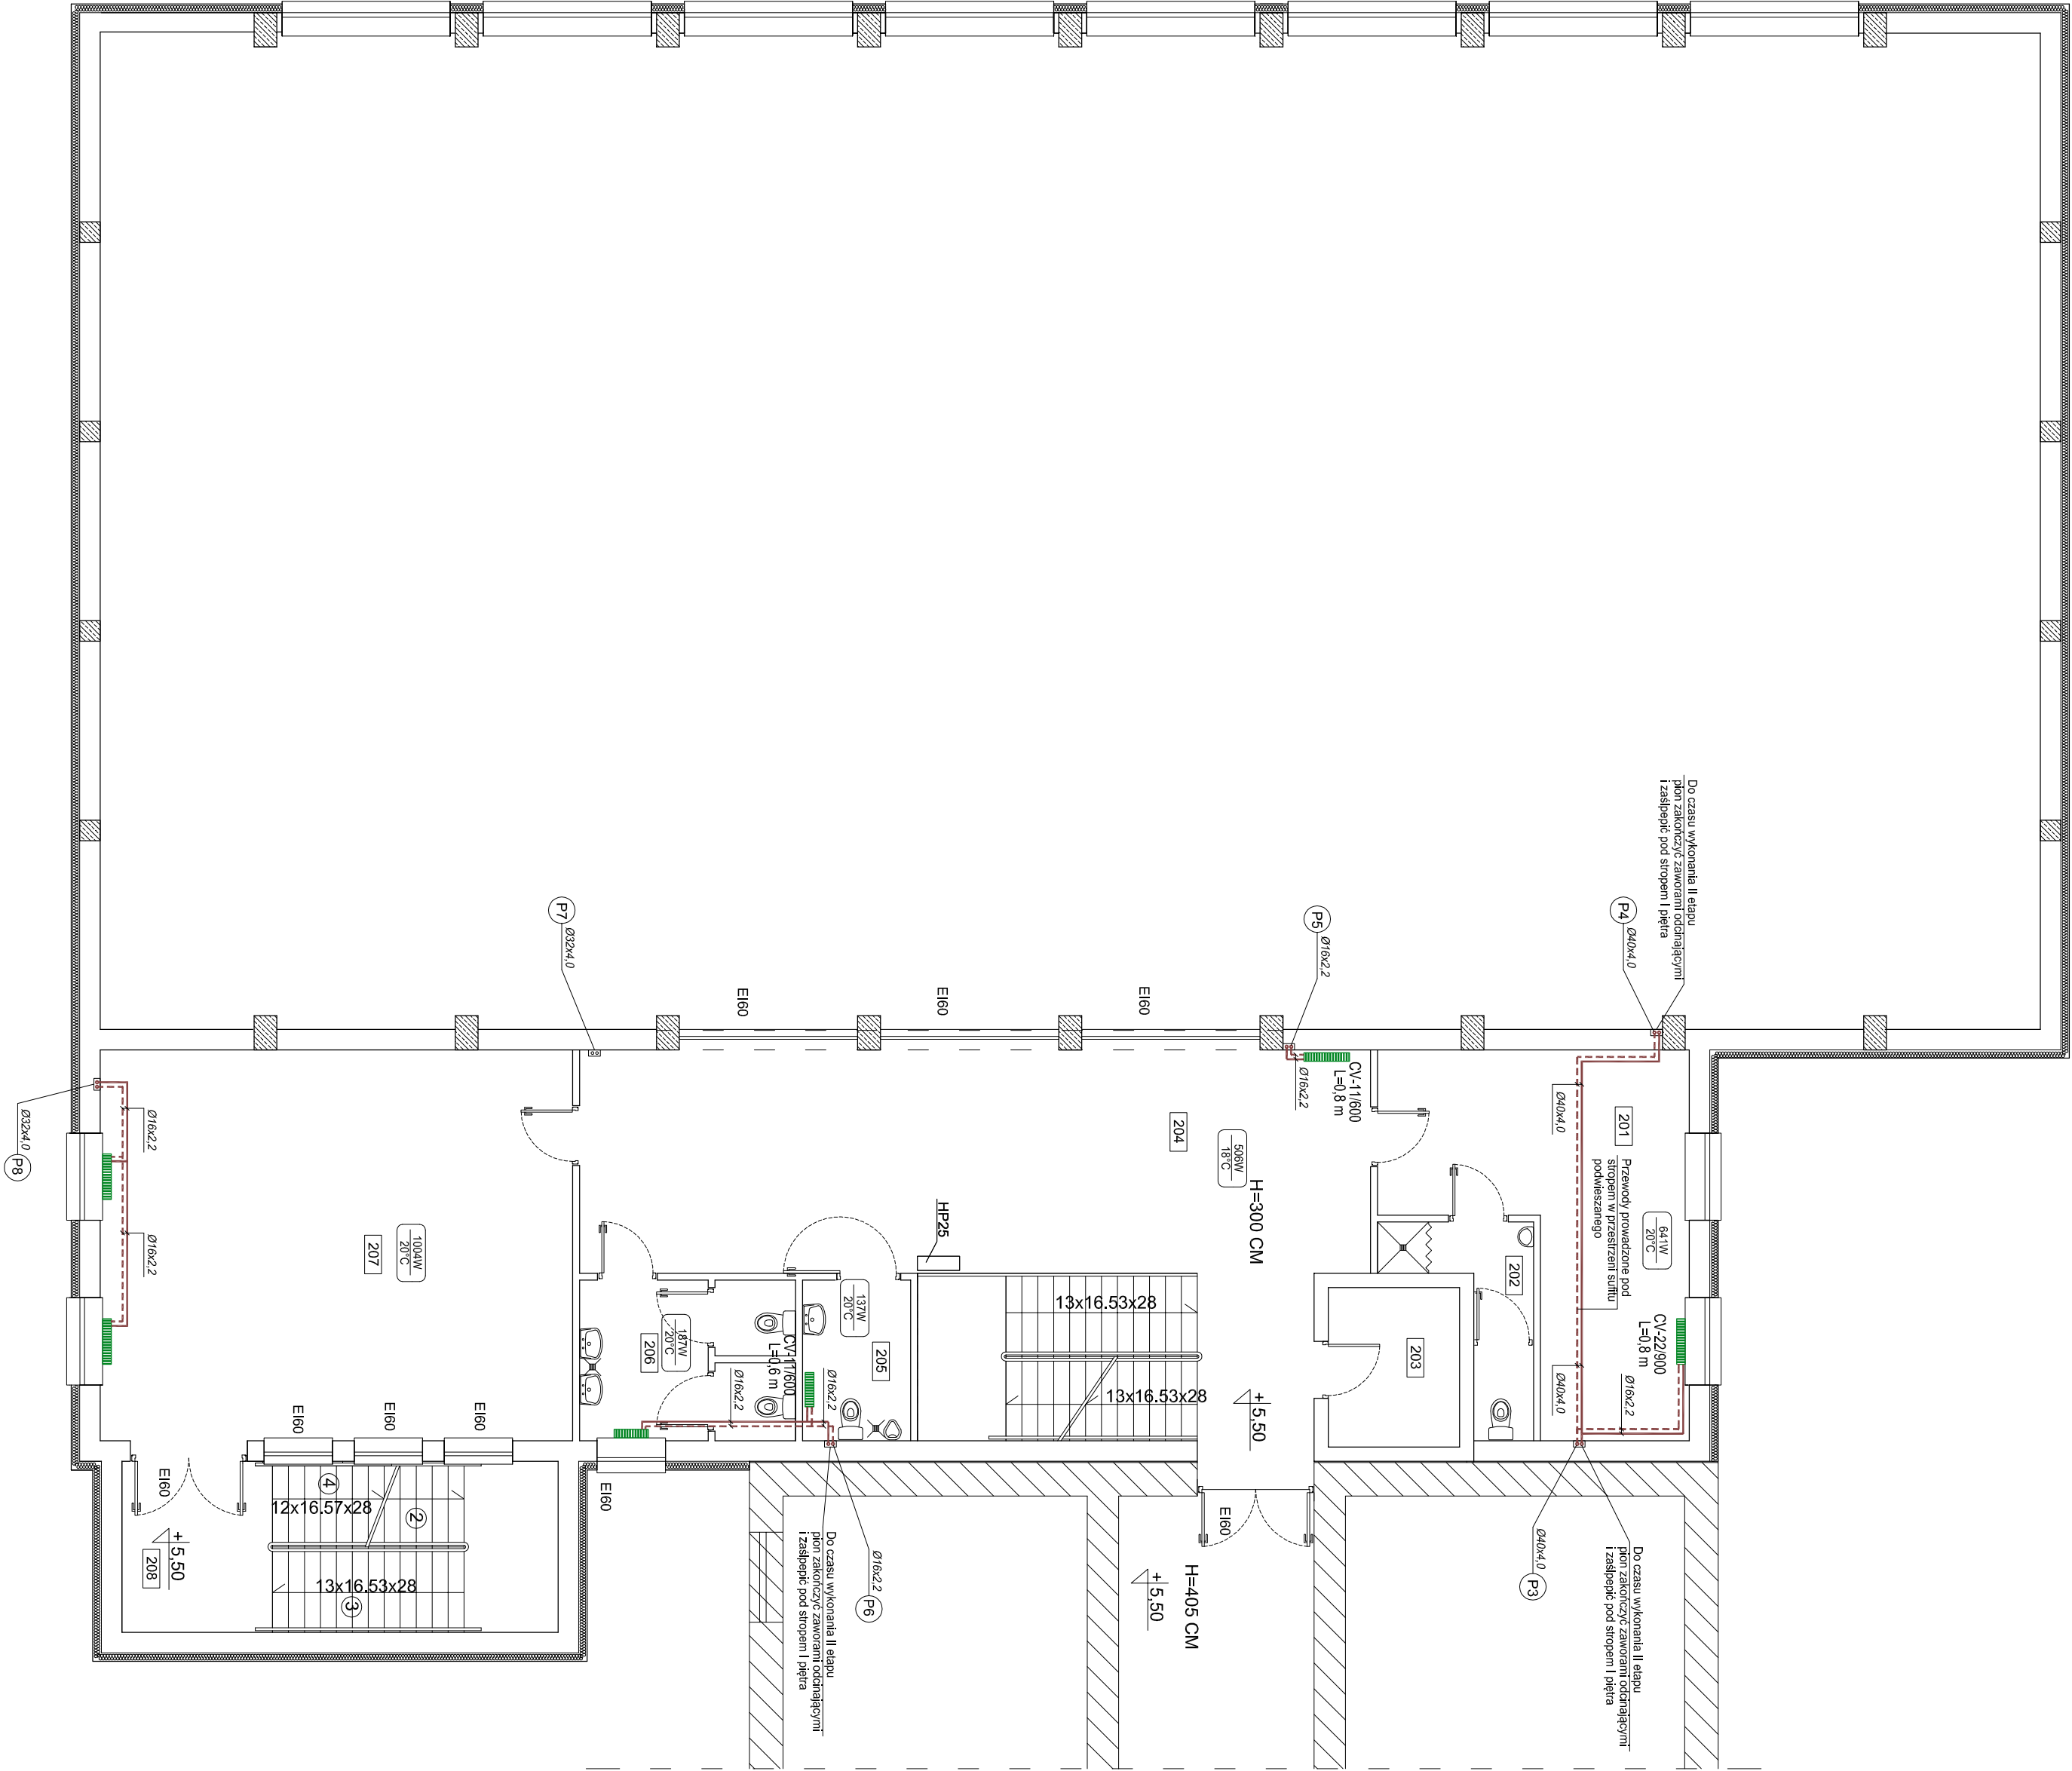 Do czasu wykonania II etapu
pion zakończyć zaworami odcinającymi
i zaślepić pod stropem I piętra
P4
Ø40x4,0
P5
Ø16x2,2
P7
Ø32x4,0
EI60
EI60
EI60
Ø16x2,2
CV-11/600
L=0,8 m
Ø40x4,0
201
Przewody prowadzone pod
stropem w przestrzeni sufitu
podwieszanego
641W
20°C
CV-22/900
L=0,8 m
Ø16x2,2
Ø40x4,0
202
203
204
506W
18°C
H=300 CM
HP25
13x16.53x28
13x16.53x28
+5,50
137W
20°C
205
Ø16x2,2
CV-11/600
L=0,6 m
Ø16x2,2
187W
20°C
206
1004W
20°C
207
Ø16x2,2
Ø16x2,2
Ø32x4,0
P8
EI60
EI60
EI60
EI60
EI60
EI60
4
2
12x16.57x28
13x16.53x28
3
+5,50
208
Do czasu wykonania II etapu
pion zakończyć zaworami odcinającymi
i zaślepić pod stropem I piętra
Ø16x2,2
P6
H=405 CM
+5,50
Ø40x4,0
P3
Do czasu wykonania II etapu
pion zakończyć zaworami odcinającymi
i zaślepić pod stropem I piętra